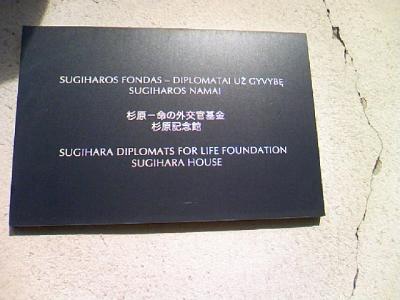 SUGIHAROS FONDAS – DIPLOMATAI UŽ GYVYBĘ
SUGIHAROS NAMAI
杉原－命の外交官基金
杉原記念館
SUGIHARA DIPLOMATS FOR LIFE FOUNDATION
SUGIHARA HOUSE